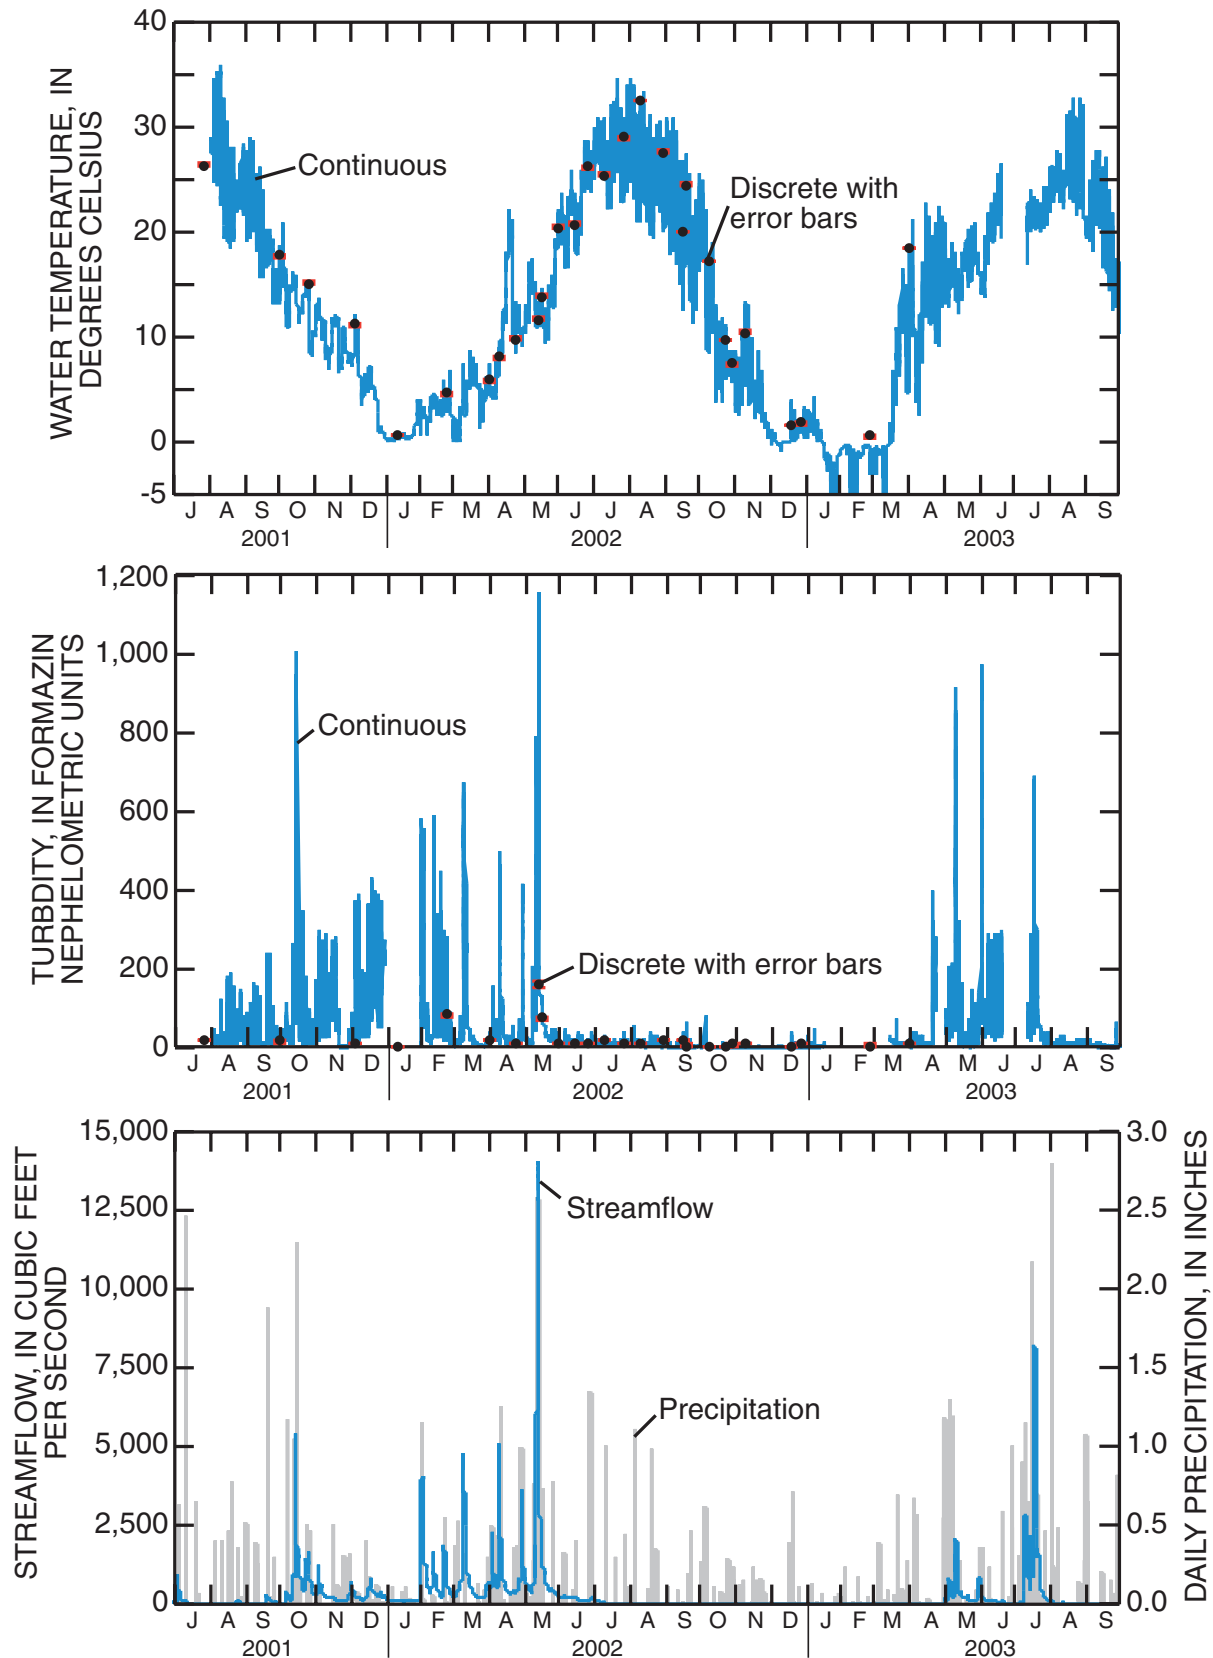 WATER TEMPERATURE, IN
DEGREES CELSIUS
40
30
20
10
0
-5
Continuous
Discrete with
error bars
J A S O N D J F M A M J J A S O N D J F M A M J J A S
2001 2002 2003
TURBDITY, IN FORMAZIN
NEPHELOMETRIC UNITS
1,200
1,000
800
600
400
200
0
Continuous
Discrete with error bars
J A S O N D J F M A M J J A S O N D J F M A M J J A S
2001 2002 2003
STREAMFLOW, IN CUBIC FEET
PER SECOND
15,000
12,500
10,000
7,500
5,000
2,500
0
Streamflow
Precipitation
3.0
2.5
2.0
1.5
1.0
0.5
0.0
DAILY PRECIPITATION, IN INCHES
J A S O N D J F M A M J J A S O N D J F M A M J J A S
2001 2002 2003